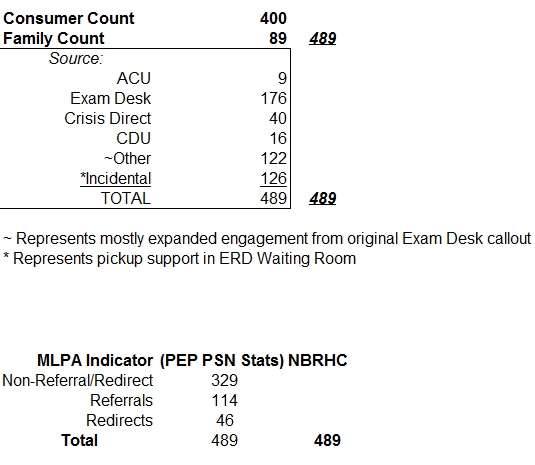 Consumer Count 400
Family Count 89 489
Source:
ACU 9
Exam Desk 176
Crisis Direct 40
CDU 16
~Other 122
*Incidental 126
TOTAL 489 489
~ Represents mostly expanded engagement from original Exam Desk callout
* Represents pickup support in ERD Waiting Room
MLPA Indicator (PEP PSN Stats) NBRHC
Non-Referral/Redirect 329
Referrals 114
Redirects 46
Total 489 489